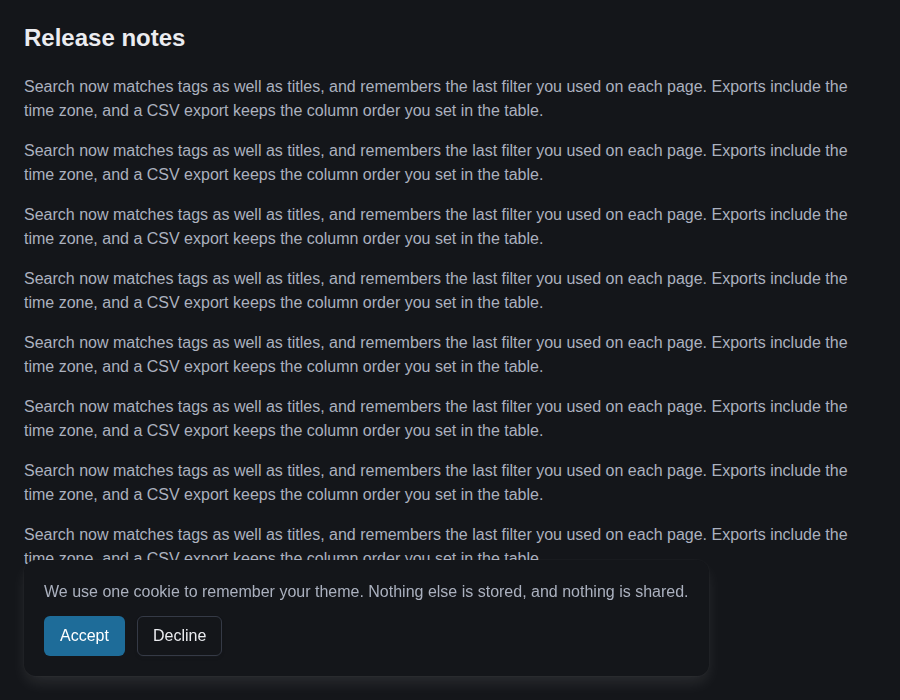 Release notes
Search now matches tags as well as titles, and remembers the last filter you used on each page. Exports include the
time zone, and a CSV export keeps the column order you set in the table.
Search now matches tags as well as titles, and remembers the last filter you used on each page. Exports include the
time zone, and a CSV export keeps the column order you set in the table.
Search now matches tags as well as titles, and remembers the last filter you used on each page. Exports include the
time zone, and a CSV export keeps the column order you set in the table.
Search now matches tags as well as titles, and remembers the last filter you used on each page. Exports include the
time zone, and a CSV export keeps the column order you set in the table.
Search now matches tags as well as titles, and remembers the last filter you used on each page. Exports include the
time zone, and a CSV export keeps the column order you set in the table.
Search now matches tags as well as titles, and remembers the last filter you used on each page. Exports include the
time zone, and a CSV export keeps the column order you set in the table.
Search now matches tags as well as titles, and remembers the last filter you used on each page. Exports include the
time zone, and a CSV export keeps the column order you set in the table.
Search now matches tags as well as titles, and remembers the last filter you used on each page. Exports include the
time zone, and a CSV export keeps the column order you set in the table.
We use one cookie to remember your theme. Nothing else is stored, and nothing is shared.
Accept
Decline